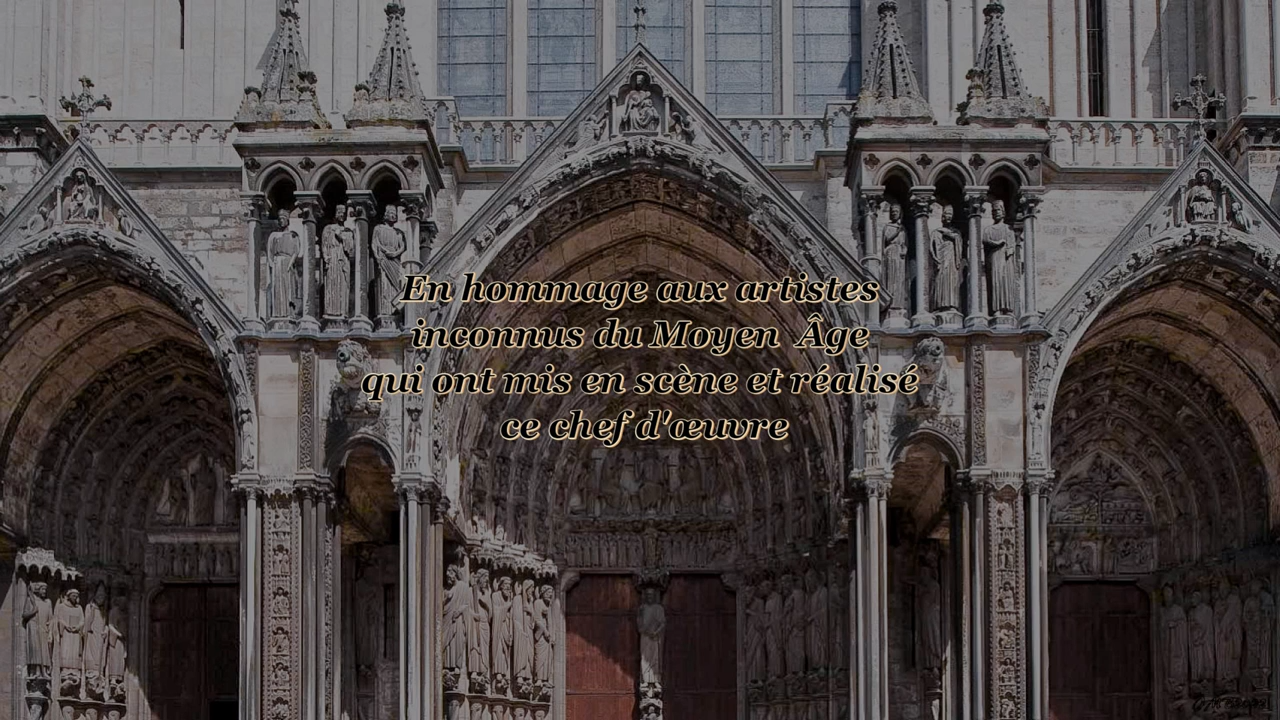 En hommage aux artistes
inconnus du Moyen Âge
qui ont mis en scène et réalisé
ce chef d'œuvre